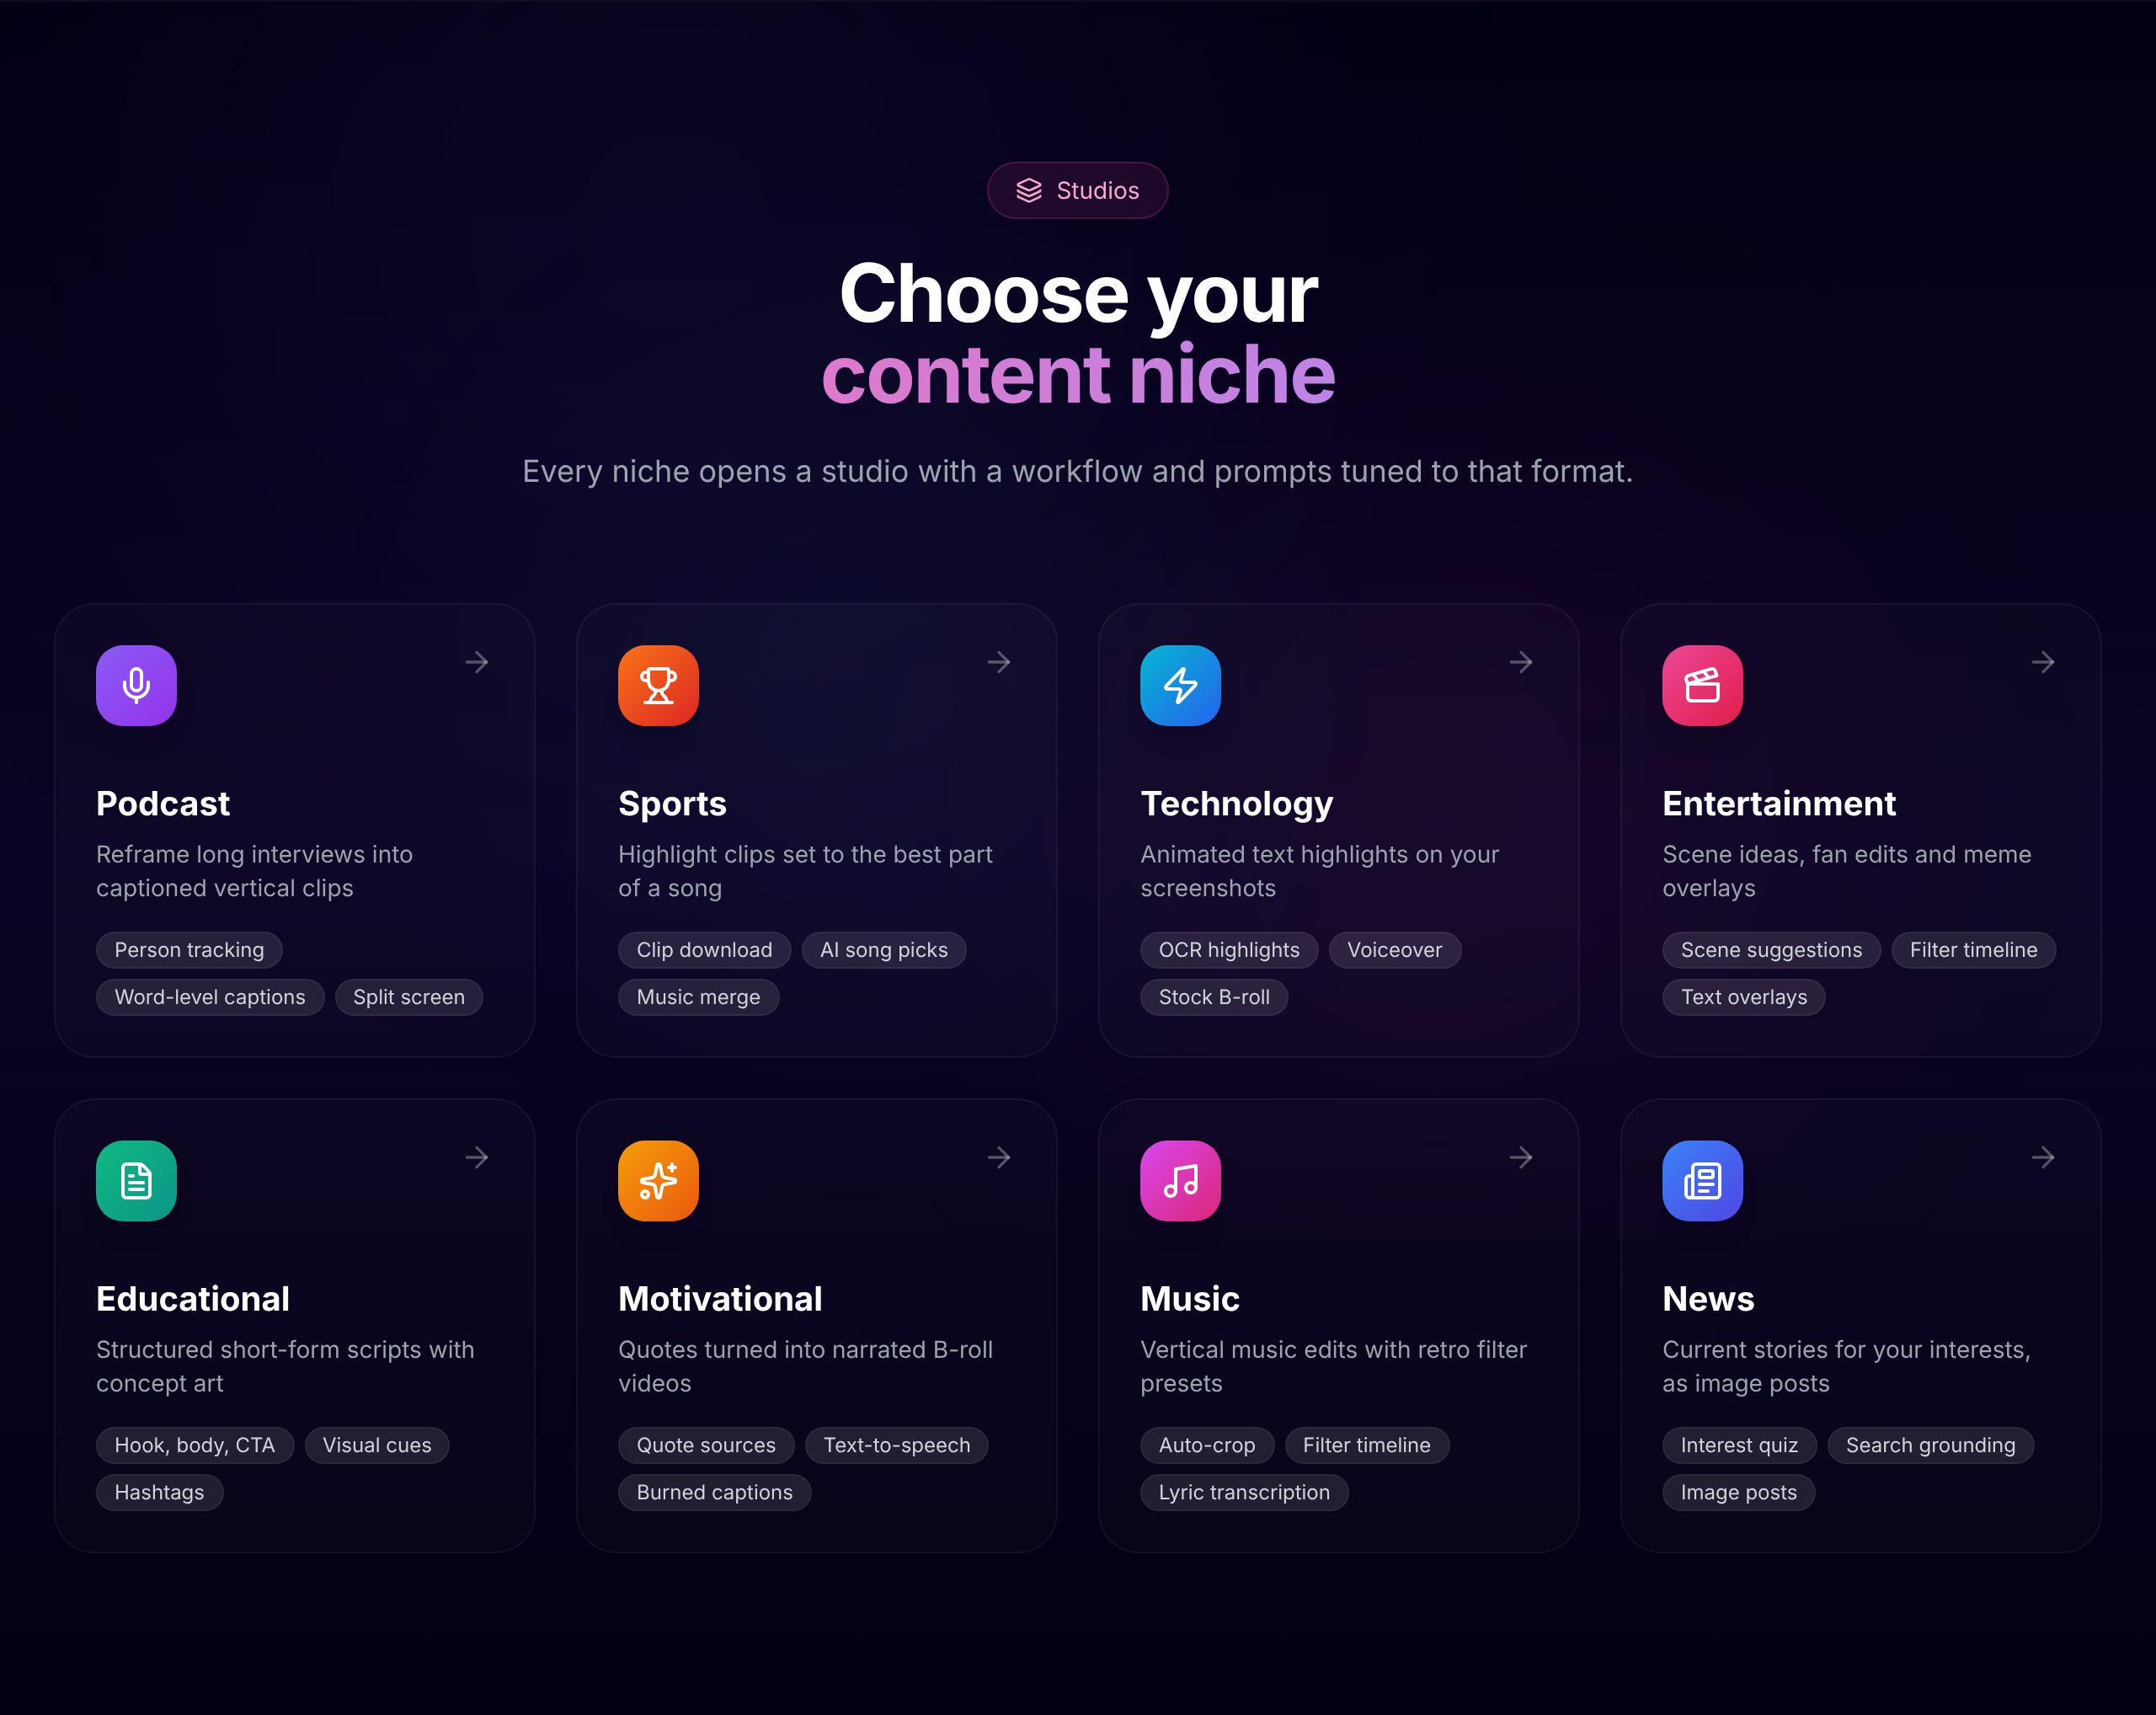 Studios
Choose your
content niche
Every niche opens a studio with a workflow and prompts tuned to that format.
Podcast
Reframe long interviews into
captioned vertical clips
Person tracking
Word-level captions
Split screen
Sports
Highlight clips set to the best part
of a song
Clip download
AI song picks
Music merge
Technology
Animated text highlights on your
screenshots
OCR highlights
Voiceover
Stock B-roll
Entertainment
Scene ideas, fan edits and meme
overlays
Scene suggestions
Filter timeline
Text overlays
Educational
Structured short-form scripts with
concept art
Hook, body, CTA
Visual cues
Hashtags
Motivational
Quotes turned into narrated B-roll
videos
Quote sources
Text-to-speech
Burned captions
Music
Vertical music edits with retro filter
presets
Auto-crop
Filter timeline
Lyric transcription
News
Current stories for your interests,
as image posts
Interest quiz
Search grounding
Image posts